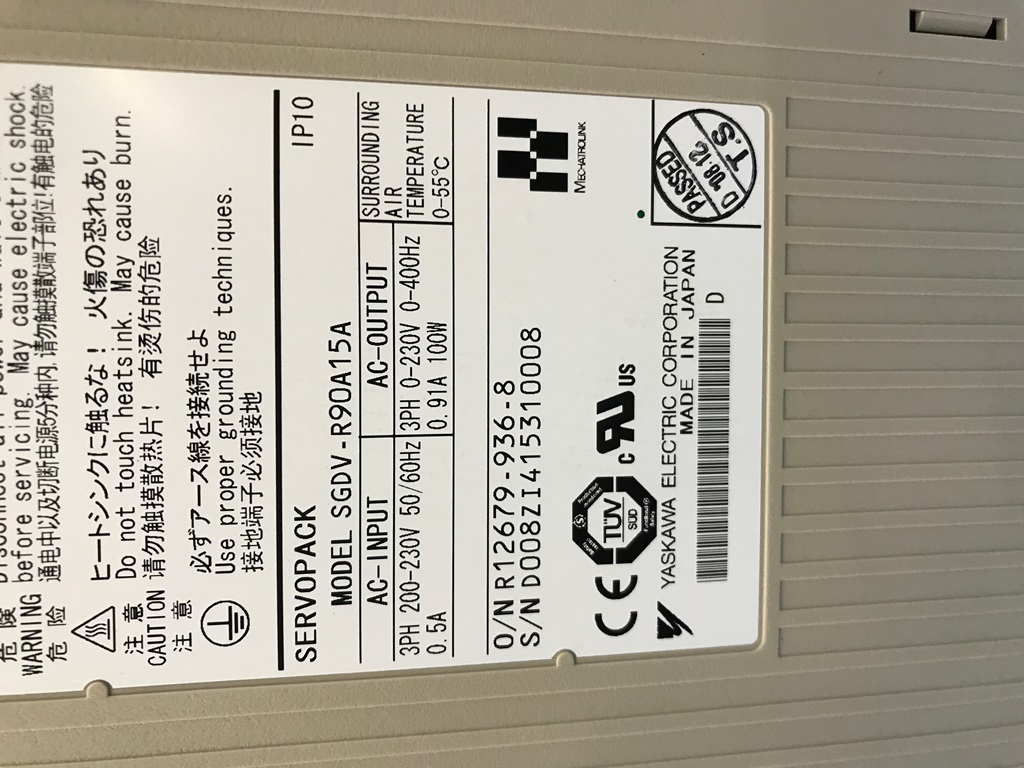 危 険
WARNING
危 险
before servicing. May cause electric shock.
通电中以及切断电源5分钟内,请勿触摸散端子部位!有触电的危险
注 意
CAUTION
注 意
ヒートシンクに触るな! 火傷の恐れあり
Do not touch heatsink. May cause burn.
请勿触摸散热片! 有烫伤的危险
必ずアース線を接続せよ
Use proper grounding techniques.
接地端子必须接地
SERVOPACK IP10
MODEL SGDV-R90A15A
AC-INPUT
3PH 200-230V 50/60Hz
0.5A
AC-OUTPUT
3PH 0-230V 0-400Hz
0.91A 100W
SURROUNDING
AIR
TEMPERATURE
0-55℃
O/N R12679-936-8
S/N D008ZI415310008
MECHATROLINK
CE
TÜV
SÜD
c RU US
PASSED
D '08.12
T.S
YASKAWA ELECTRIC CORPORATION
MADE IN JAPAN
D